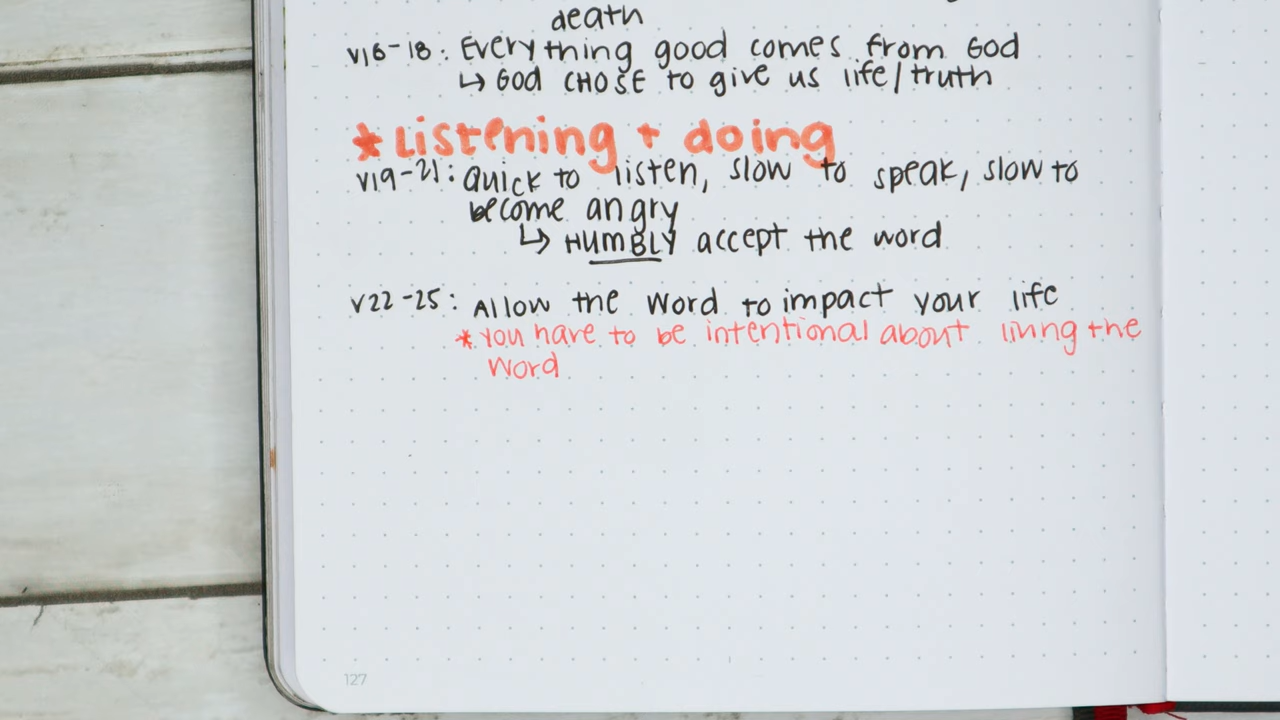 death
v16-18: Everything good comes from God
↳ God CHOSE to give us life/truth
*Listening + doing
v19-21: Quick to listen, slow to speak, slow to
become angry
↳ HUMBLY accept the word
v22-25: Allow the Word to impact your life
*You have to be intentional about living the
Word
127